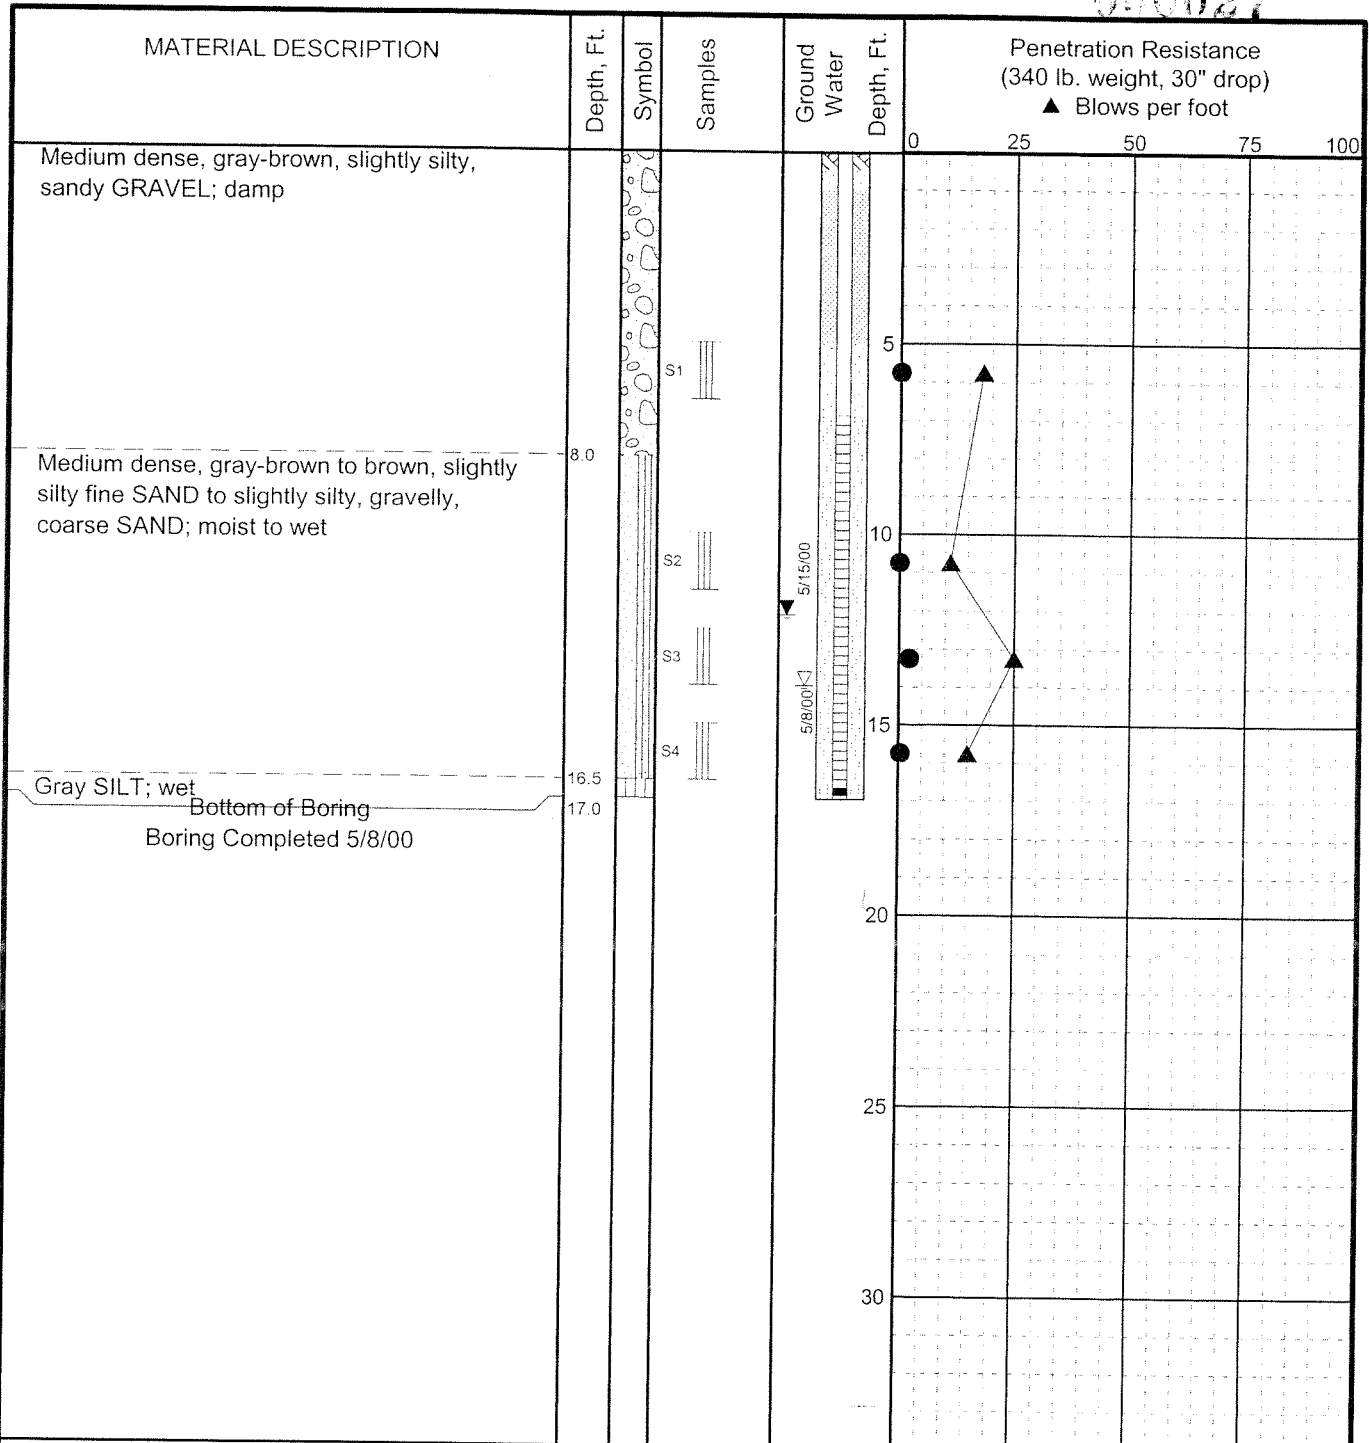 MATERIAL DESCRIPTION
Depth, Ft.
Symbol
Samples
Ground
Water
Depth, Ft.
Penetration Resistance
(340 lb. weight, 30" drop)
▲ Blows per foot
0 25 50 75 100
Medium dense, gray-brown, slightly silty,
sandy GRAVEL; damp
5
S1
8.0
Medium dense, gray-brown to brown, slightly
silty fine SAND to slightly silty, gravelly,
coarse SAND; moist to wet
10
S2
5/15/00
S3
5/8/00
15
S4
16.5
Gray SILT; wet
Bottom of Boring
17.0
Boring Completed 5/8/00
20
25
30